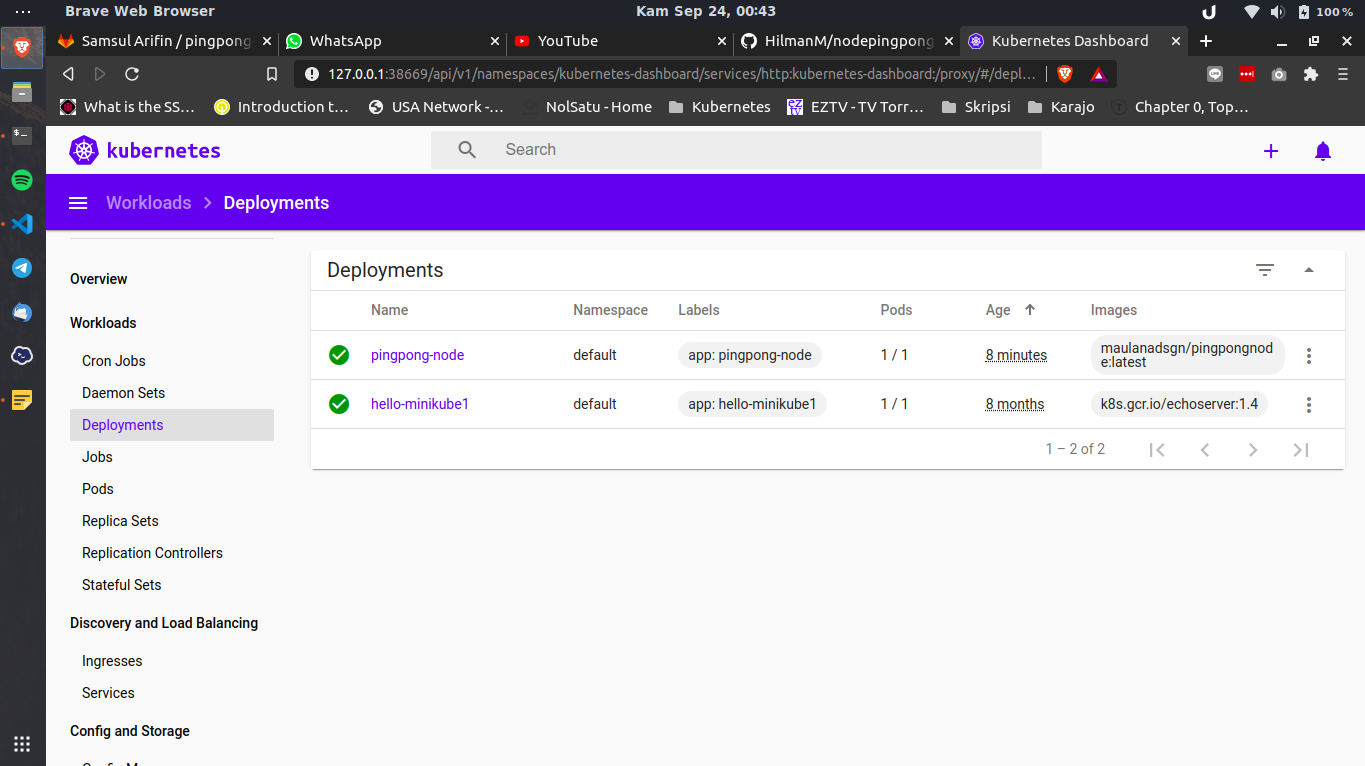 Brave Web Browser
Kam Sep 24, 00:43
100 %
Samsul Arifin / pingpong
WhatsApp
YouTube
HilmanM/nodepingpong
Kubernetes Dashboard
127.0.0.1:38669/api/v1/namespaces/kubernetes-dashboard/services/http:kubernetes-dashboard:/proxy/#/depl…
What is the SS…
Introduction t…
USA Network -…
NolSatu - Home
Kubernetes
EZTV - TV Torr…
Skripsi
Karajo
Chapter 0, Top…
kubernetes
Search
Workloads
Deployments
Overview
Workloads
Cron Jobs
Daemon Sets
Deployments
Jobs
Pods
Replica Sets
Replication Controllers
Stateful Sets
Discovery and Load Balancing
Ingresses
Services
Config and Storage
Deployments
Name Namespace Labels Pods Age Images
pingpong-node default app: pingpong-node 1 / 1 8 minutes maulanadsgn/pingpongnod
e:latest
hello-minikube1 default app: hello-minikube1 1 / 1 8 months k8s.gcr.io/echoserver:1.4
1 – 2 of 2